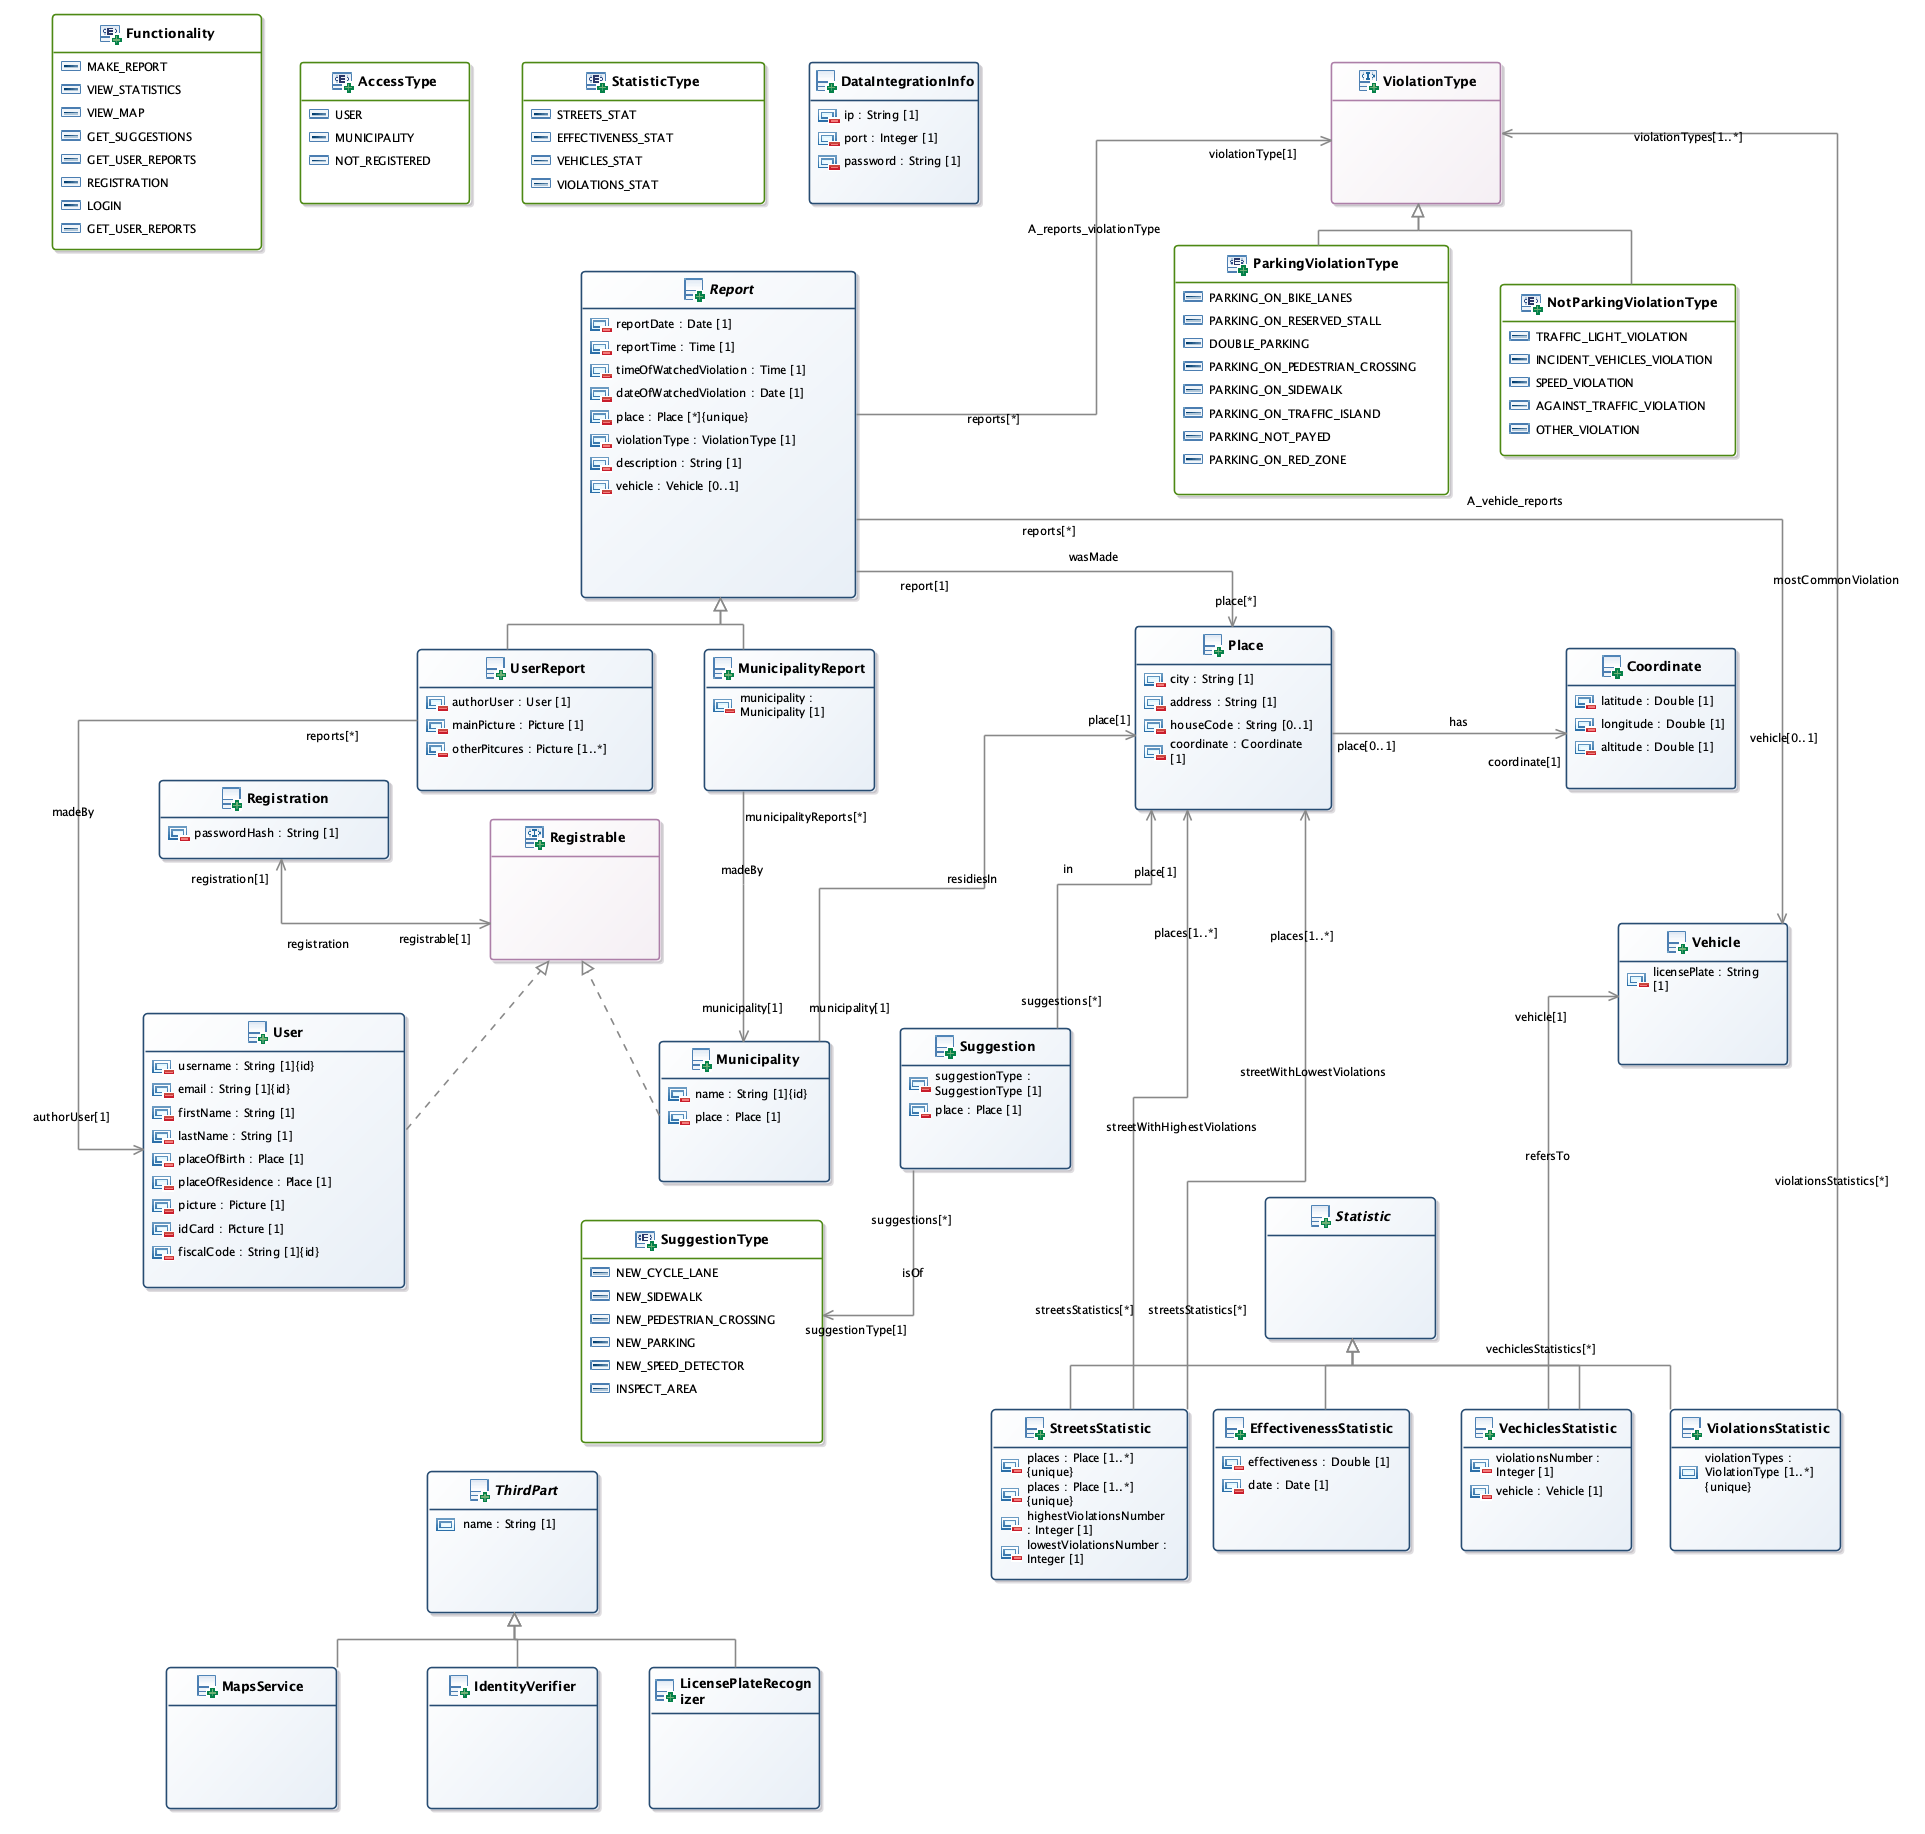 Functionality
MAKE_REPORT
VIEW_STATISTICS
VIEW_MAP
GET_SUGGESTIONS
GET_USER_REPORTS
REGISTRATION
LOGIN
GET_USER_REPORTS
AccessType
USER
MUNICIPALITY
NOT_REGISTERED
StatisticType
STREETS_STAT
EFFECTIVENESS_STAT
VEHICLES_STAT
VIOLATIONS_STAT
DataIntegrationInfo
ip : String [1]
port : Integer [1]
password : String [1]
ViolationType
violationType[1]
violationTypes[1..*]
A_reports_violationType
ParkingViolationType
PARKING_ON_BIKE_LANES
PARKING_ON_RESERVED_STALL
DOUBLE_PARKING
PARKING_ON_PEDESTRIAN_CROSSING
PARKING_ON_SIDEWALK
PARKING_ON_TRAFFIC_ISLAND
PARKING_NOT_PAYED
PARKING_ON_RED_ZONE
NotParkingViolationType
TRAFFIC_LIGHT_VIOLATION
INCIDENT_VEHICLES_VIOLATION
SPEED_VIOLATION
AGAINST_TRAFFIC_VIOLATION
OTHER_VIOLATION
Report
reportDate : Date [1]
reportTime : Time [1]
timeOfWatchedViolation : Time [1]
dateOfWatchedViolation : Date [1]
place : Place [*]{unique}
violationType : ViolationType [1]
description : String [1]
vehicle : Vehicle [0..1]
reports[*]
A_vehicle_reports
reports[*]
wasMade
report[1]
place[*]
mostCommonViolation
UserReport
authorUser : User [1]
mainPicture : Picture [1]
otherPitcures : Picture [1..*]
MunicipalityReport
municipality :
Municipality [1]
Place
city : String [1]
address : String [1]
houseCode : String [0..1]
coordinate : Coordinate
[1]
Coordinate
latitude : Double [1]
longitude : Double [1]
altitude : Double [1]
has
place[0..1]
coordinate[1]
vehicle[0..1]
place[1]
reports[*]
madeBy
Registration
passwordHash : String [1]
registration[1]
registration
registrable[1]
Registrable
municipalityReports[*]
madeBy
residiesIn
in
place[1]
places[1..*]
places[1..*]
Vehicle
licensePlate : String
[1]
vehicle[1]
municipality[1]
municipality[1]
suggestions[*]
User
username : String [1]{id}
email : String [1]{id}
firstName : String [1]
lastName : String [1]
placeOfBirth : Place [1]
placeOfResidence : Place [1]
picture : Picture [1]
idCard : Picture [1]
fiscalCode : String [1]{id}
authorUser[1]
Municipality
name : String [1]{id}
place : Place [1]
Suggestion
suggestionType :
SuggestionType [1]
place : Place [1]
streetWithLowestViolations
streetWithHighestViolations
refersTo
violationsStatistics[*]
suggestions[*]
isOf
suggestionType[1]
SuggestionType
NEW_CYCLE_LANE
NEW_SIDEWALK
NEW_PEDESTRIAN_CROSSING
NEW_PARKING
NEW_SPEED_DETECTOR
INSPECT_AREA
Statistic
streetsStatistics[*]
streetsStatistics[*]
vechiclesStatistics[*]
StreetsStatistic
places : Place [1..*]
{unique}
places : Place [1..*]
{unique}
highestViolationsNumber
: Integer [1]
lowestViolationsNumber :
Integer [1]
EffectivenessStatistic
effectiveness : Double [1]
date : Date [1]
VechiclesStatistic
violationsNumber :
Integer [1]
vehicle : Vehicle [1]
ViolationsStatistic
violationTypes :
ViolationType [1..*]
{unique}
ThirdPart
name : String [1]
MapsService
IdentityVerifier
LicensePlateRecogn
izer